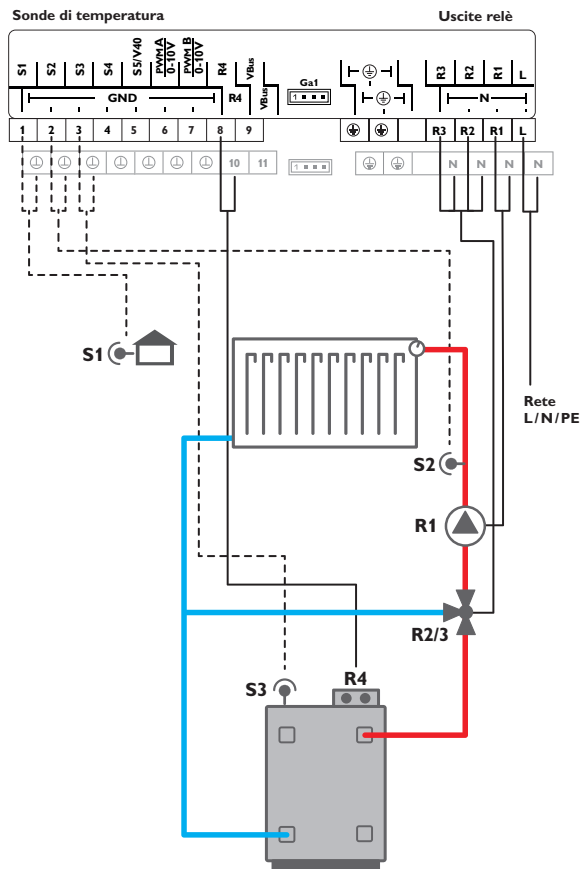 Sonde di temperatura
Uscite relè
S1 S2 S3 S4 S5/V40 PWM A 0-10V PWM B 0-10V R4 VBus
Ga1
R3 R2 R1 L
GND
R4 VBus
1
N
1 2 3 4 5 6 7 8 9
R3 R2 R1 L
10 11
1
N N N N
S1
Rete
L/N/PE
S2
R1
R2/3
S3
R4